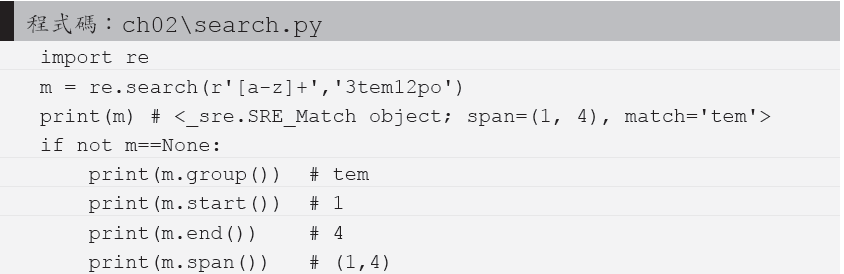 程式碼：ch02\search.py
import re
m = re.search(r'[a-z]+','3tem12po')
print(m) # <_sre.SRE_Match object; span=(1, 4), match='tem'>
if not m==None:
    print(m.group())  # tem
    print(m.start())  # 1
    print(m.end())    # 4
    print(m.span())   # (1,4)